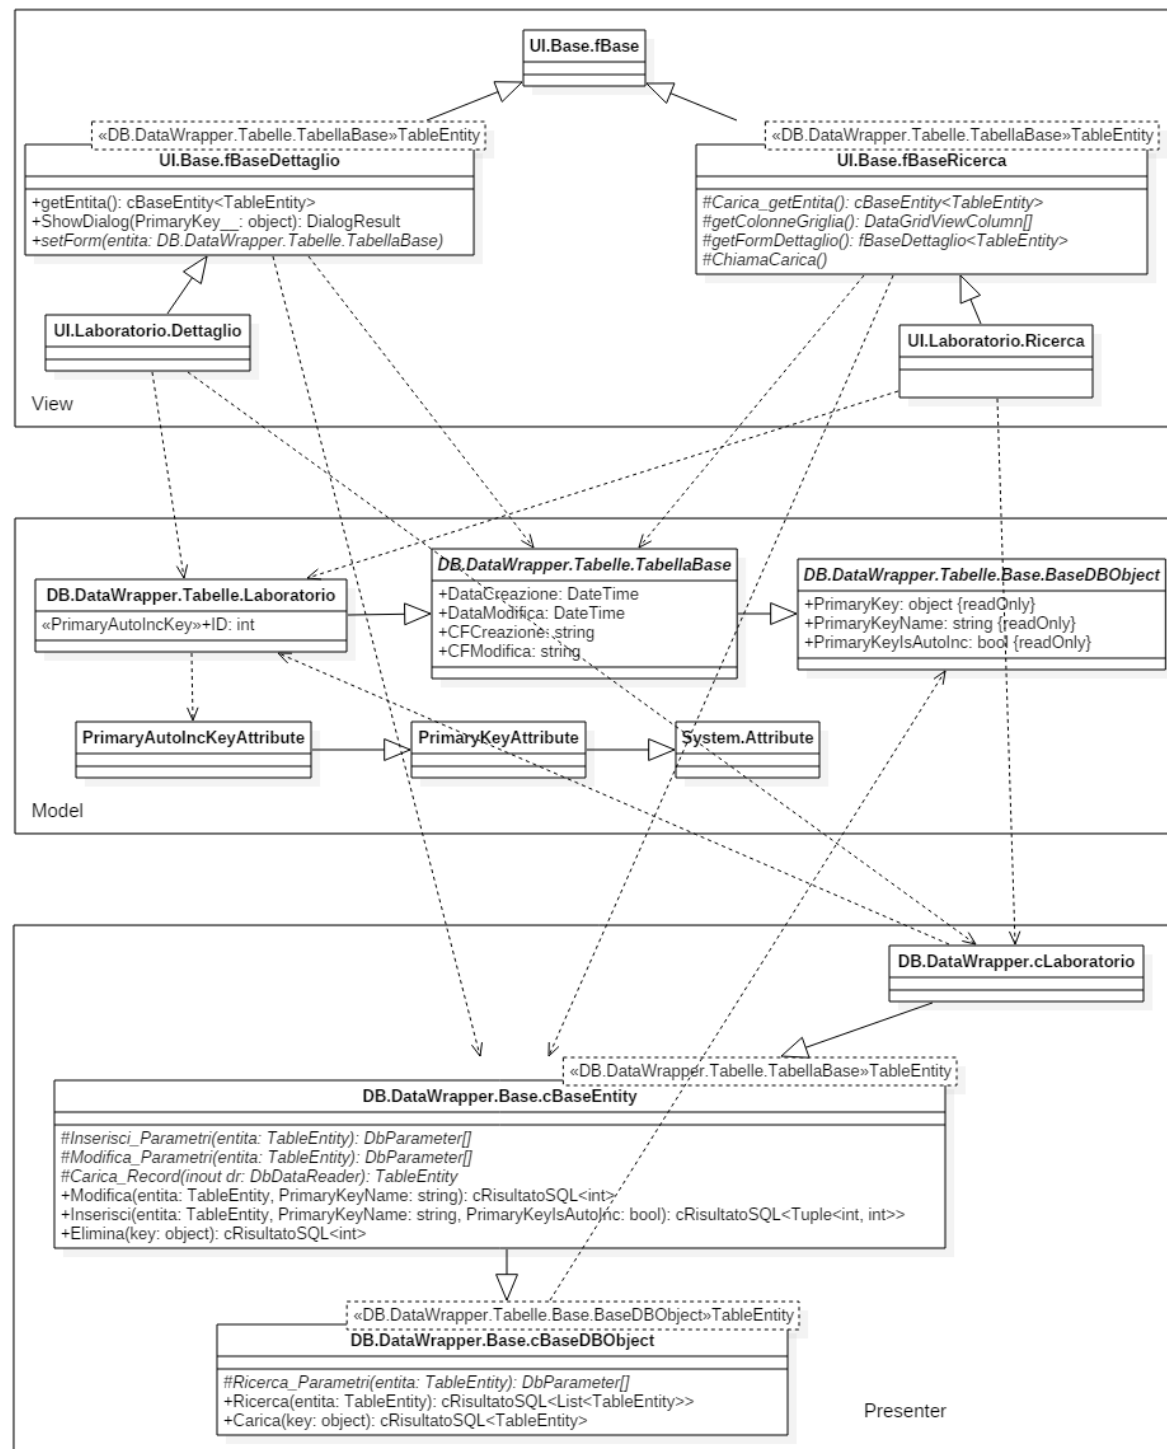 UI.Base.fBase
«DB.DataWrapper.Tabelle.TabellaBase»TableEntity
UI.Base.fBaseDettaglio
+getEntita(): cBaseEntity<TableEntity>
+ShowDialog(PrimaryKey__: object): DialogResult
+setForm(entita: DB.DataWrapper.Tabelle.TabellaBase)
«DB.DataWrapper.Tabelle.TabellaBase»TableEntity
UI.Base.fBaseRicerca
#Carica_getEntita(): cBaseEntity<TableEntity>
#getColonneGriglia(): DataGridViewColumn[]
#getFormDettaglio(): fBaseDettaglio<TableEntity>
#ChiamaCarica()
UI.Laboratorio.Dettaglio
UI.Laboratorio.Ricerca
View
DB.DataWrapper.Tabelle.Laboratorio
«PrimaryAutoIncKey»+ID: int
DB.DataWrapper.Tabelle.TabellaBase
+DataCreazione: DateTime
+DataModifica: DateTime
+CFCreazione: string
+CFModifica: string
DB.DataWrapper.Tabelle.Base.BaseDBObject
+PrimaryKey: object {readOnly}
+PrimaryKeyName: string {readOnly}
+PrimaryKeyIsAutoInc: bool {readOnly}
PrimaryAutoIncKeyAttribute
PrimaryKeyAttribute
System.Attribute
Model
DB.DataWrapper.cLaboratorio
«DB.DataWrapper.Tabelle.TabellaBase»TableEntity
DB.DataWrapper.Base.cBaseEntity
#Inserisci_Parametri(entita: TableEntity): DbParameter[]
#Modifica_Parametri(entita: TableEntity): DbParameter[]
#Carica_Record(inout dr: DbDataReader): TableEntity
+Modifica(entita: TableEntity, PrimaryKeyName: string): cRisultatoSQL<int>
+Inserisci(entita: TableEntity, PrimaryKeyName: string, PrimaryKeyIsAutoInc: bool): cRisultatoSQL<Tuple<int, int>>
+Elimina(key: object): cRisultatoSQL<int>
«DB.DataWrapper.Tabelle.Base.BaseDBObject»TableEntity
DB.DataWrapper.Base.cBaseDBObject
#Ricerca_Parametri(entita: TableEntity): DbParameter[]
+Ricerca(entita: TableEntity): cRisultatoSQL<List<TableEntity>>
+Carica(key: object): cRisultatoSQL<TableEntity>
Presenter